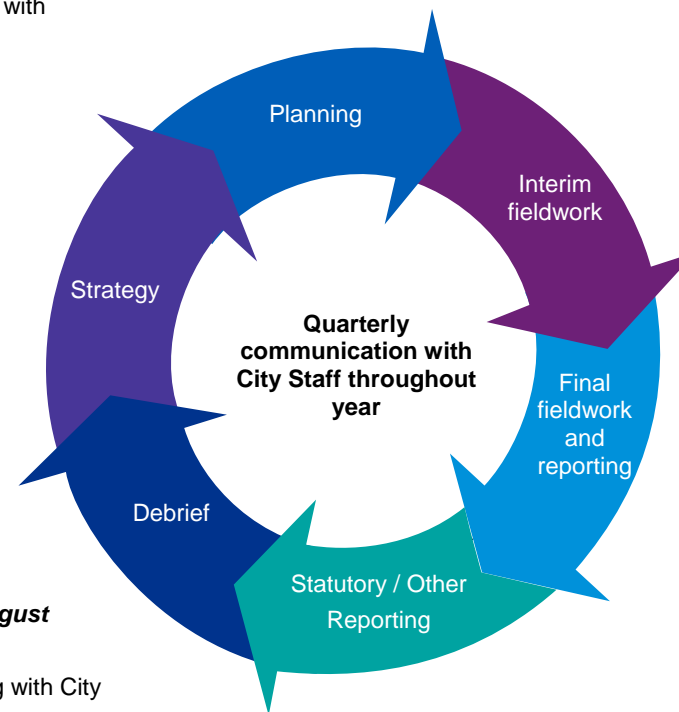 with
Planning
Interim
fieldwork
Strategy
Quarterly
communication with
City Staff throughout
year
Final
fieldwork
and
reporting
Debrief
Statutory / Other
Reporting
gust
g with City